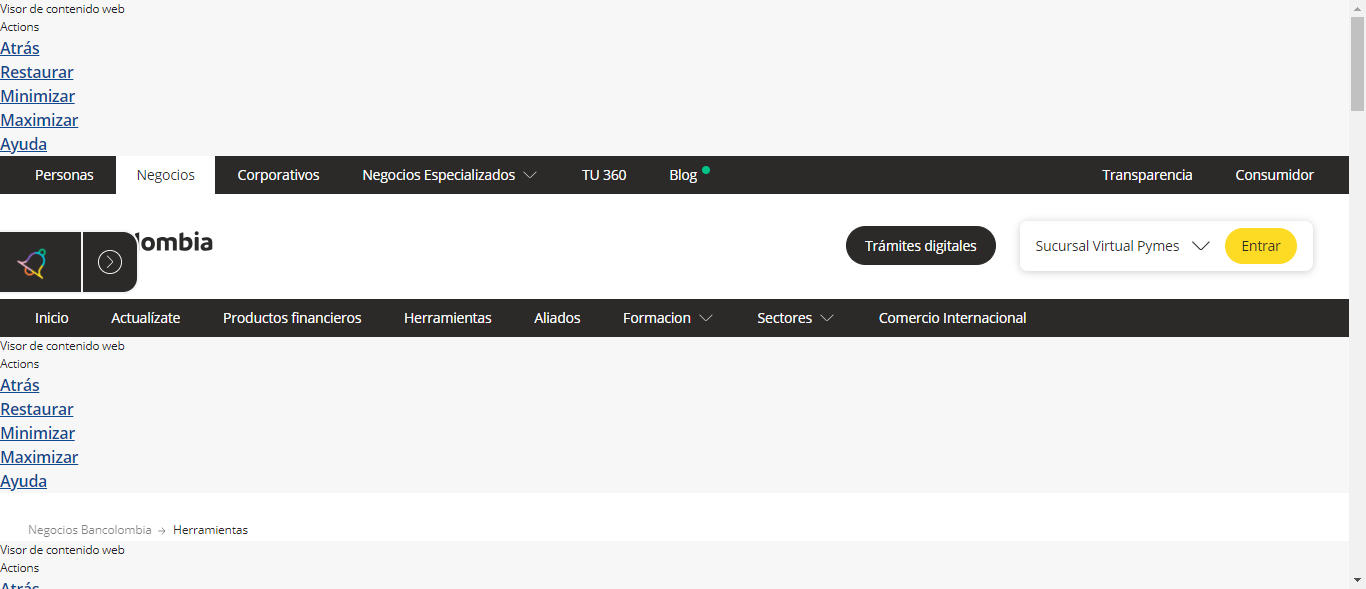 Visor de contenido web
Actions
Atrás
Restaurar
Minimizar
Maximizar
Ayuda
Personas Negocios Corporativos Negocios Especializados TU 360 Blog Transparencia Consumidor
lombia Trámites digitales Sucursal Virtual Pymes Entrar
Inicio Actualízate Productos financieros Herramientas Aliados Formacion Sectores Comercio Internacional
Visor de contenido web
Actions
Atrás
Restaurar
Minimizar
Maximizar
Ayuda
Negocios Bancolombia → Herramientas
Visor de contenido web
Actions
Atrás